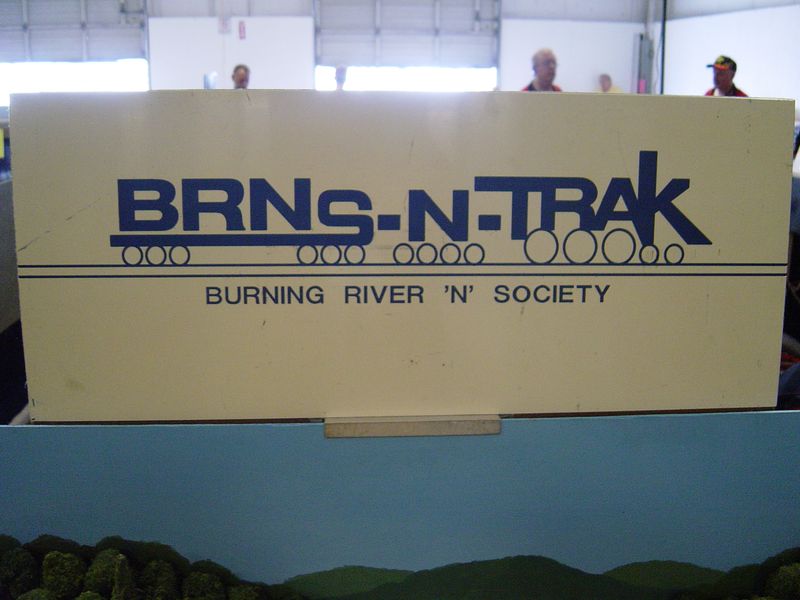 BRNS-N-TRAK
BURNING RIVER 'N' SOCIETY